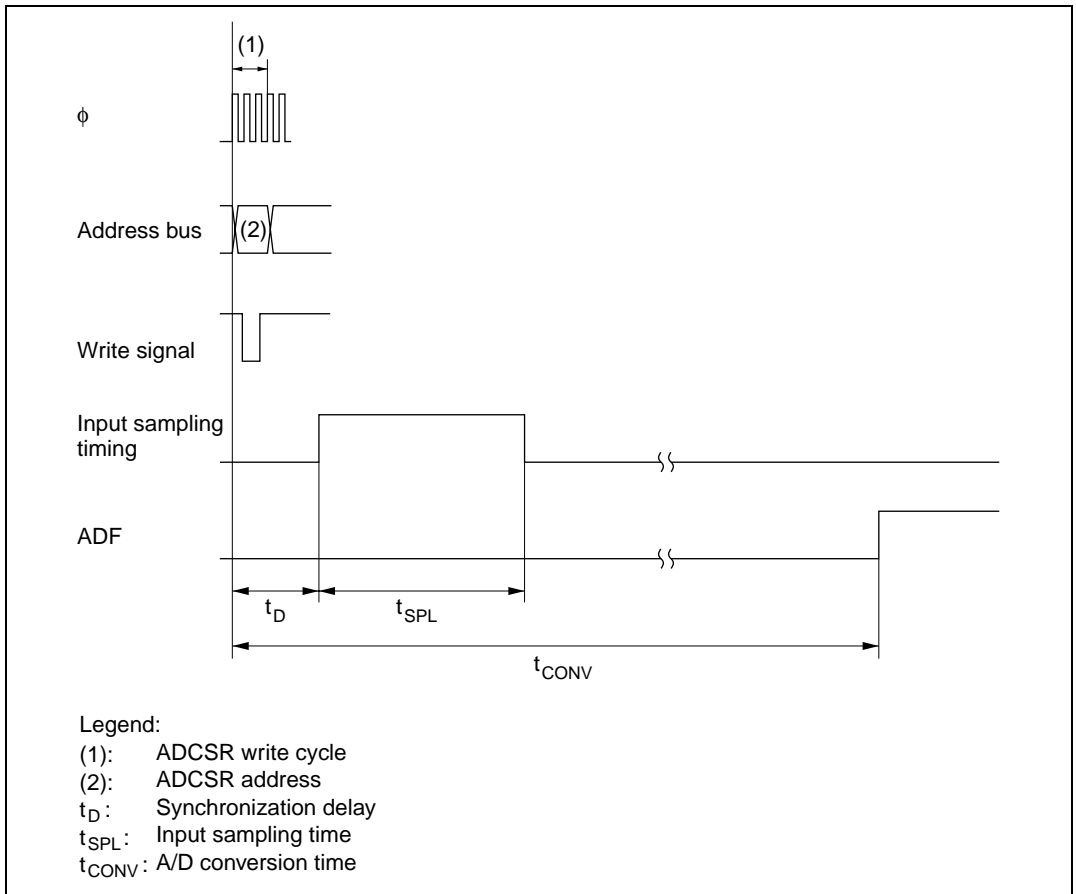 (1)
φ
Address bus
(2)
Write signal
Input sampling
timing
ADF
tD
tSPL
tCONV
Legend:
(1): ADCSR write cycle
(2): ADCSR address
tD : Synchronization delay
tSPL : Input sampling time
tCONV : A/D conversion time